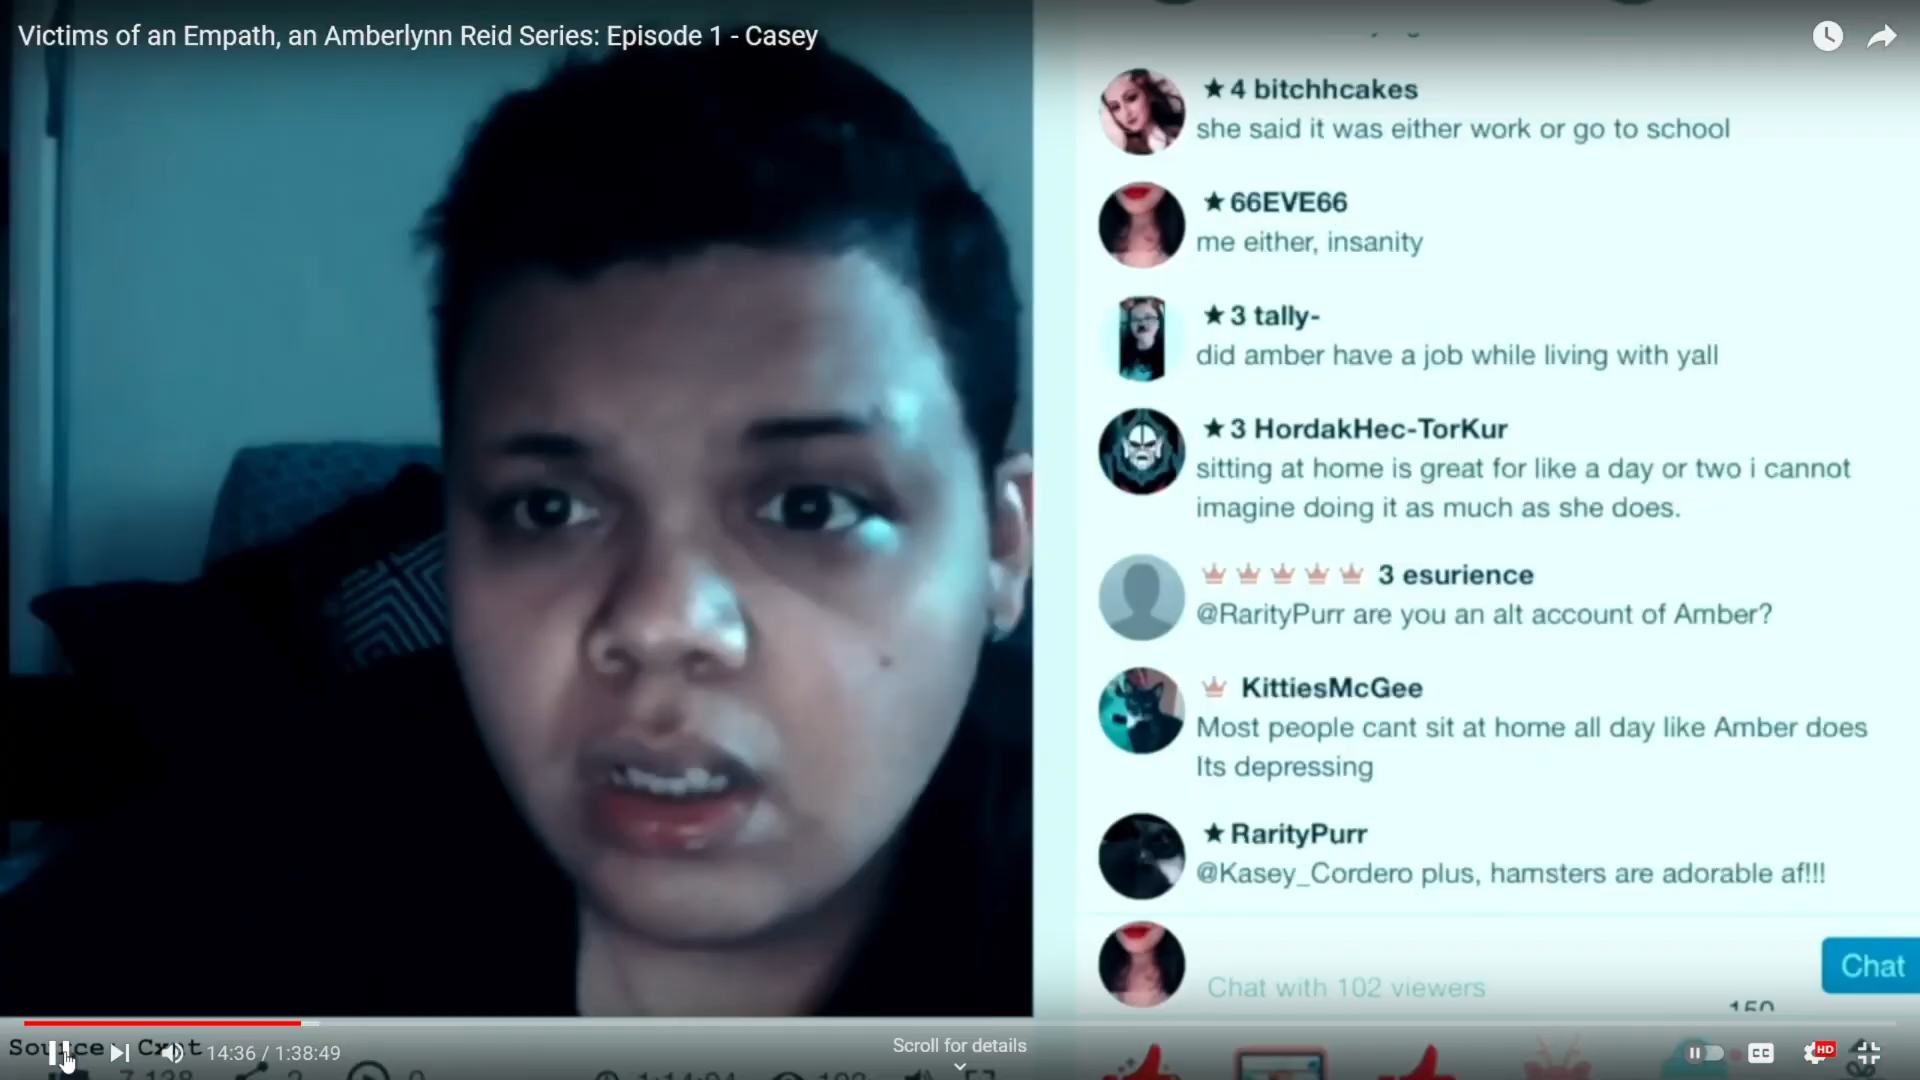 Victims of an Empath, an Amberlynn Reid Series: Episode 1 - Casey
★4 bitchhcakes
she said it was either work or go to school
★66EVE66
me either, insanity
★3 tally-
did amber have a job while living with yall
★3 HordakHec-TorKur
sitting at home is great for like a day or two i cannot
imagine doing it as much as she does.
3 esurience
@RarityPurr are you an alt account of Amber?
KittiesMcGee
Most people cant sit at home all day like Amber does
Its depressing
★RarityPurr
@Kasey_Cordero plus, hamsters are adorable af!!!
Chat with 102 viewers
Chat
14:36 / 1:38:49
Scroll for details
CC
HD